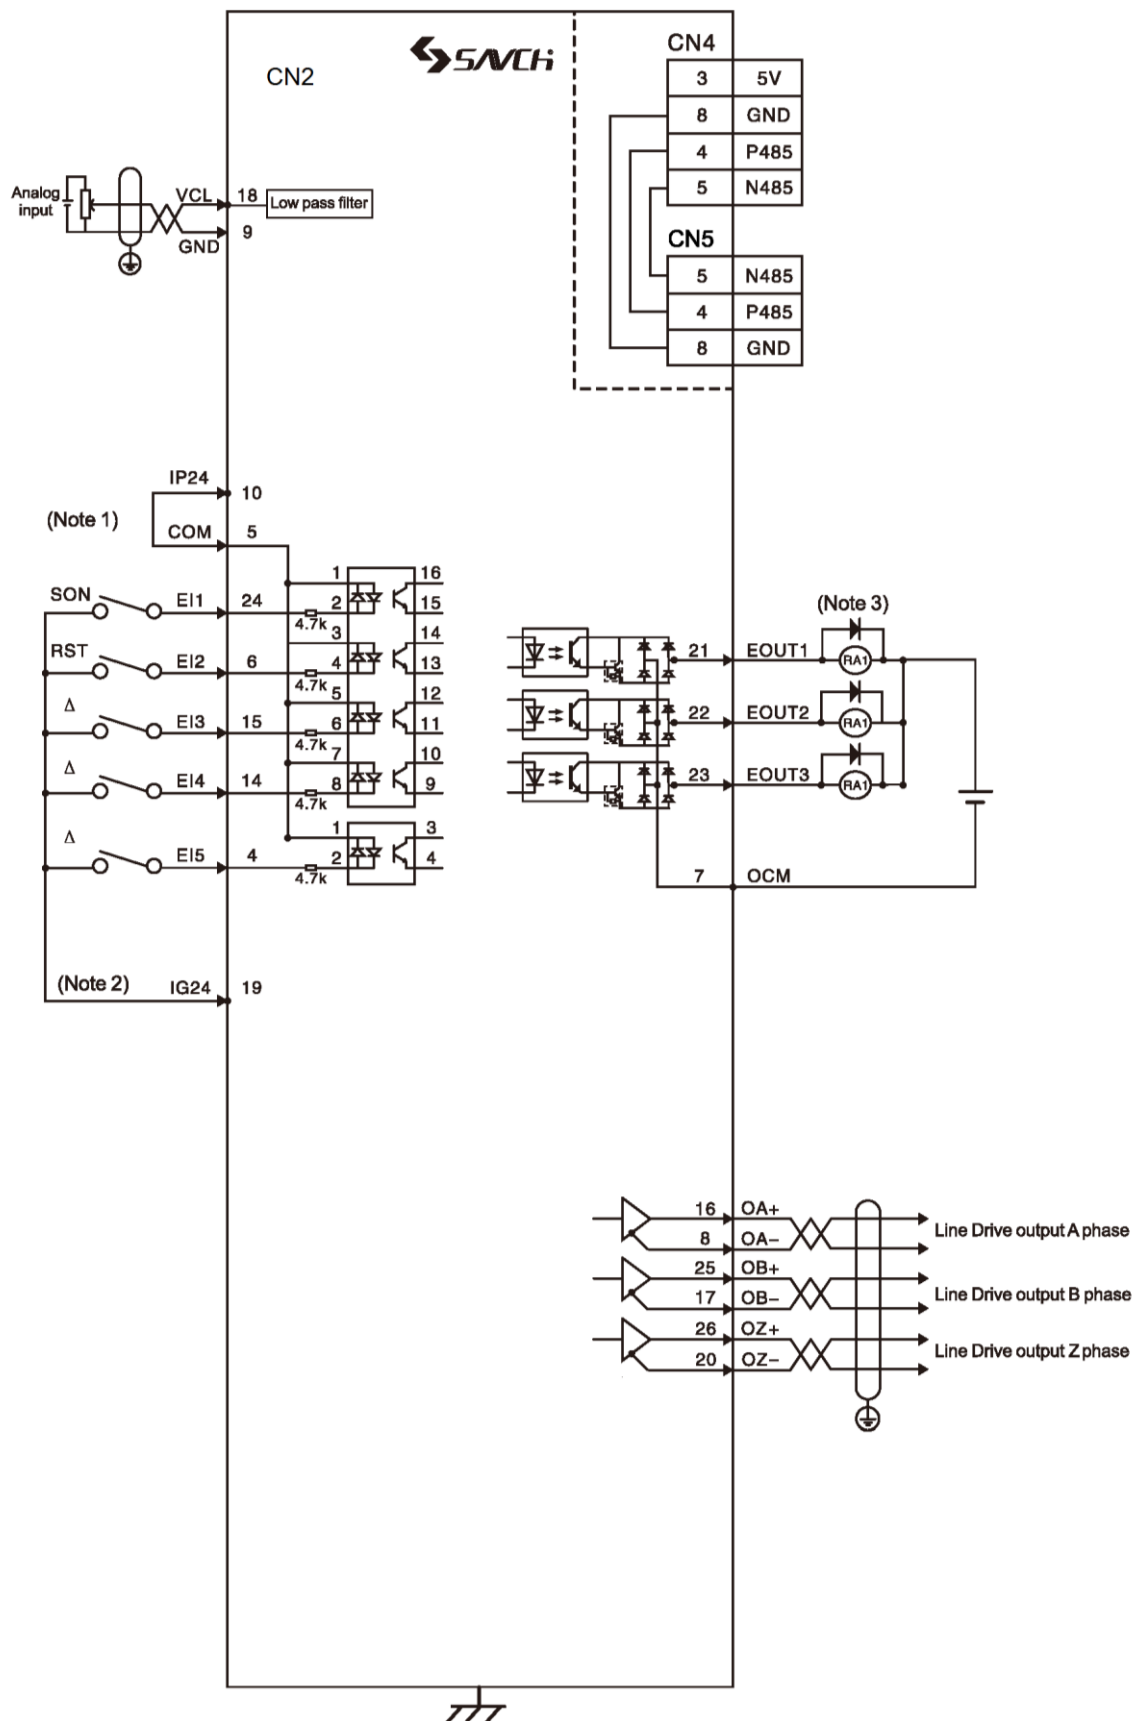 SAVCH
CN2
CN4
3 5V
8 GND
4 P485
5 N485
CN5
5 N485
4 P485
8 GND
Analog
input
VCL 18 Low pass filter
GND 9
IP24 10
(Note 1)
COM 5
SON EI1 24 4.7k 1 2 16 15
RST EI2 6 4.7k 3 4 14 13
Δ EI3 15 4.7k 5 6 12 11
Δ EI4 14 4.7k 7 8 10 9
Δ EI5 4 4.7k 1 2 3 4
(Note 2) IG24 19
(Note 3)
21 EOUT1 RA1
22 EOUT2 RA1
23 EOUT3 RA1
7 OCM
16 OA+
8 OA−
Line Drive output A phase
25 OB+
17 OB−
Line Drive output B phase
26 OZ+
20 OZ−
Line Drive output Z phase